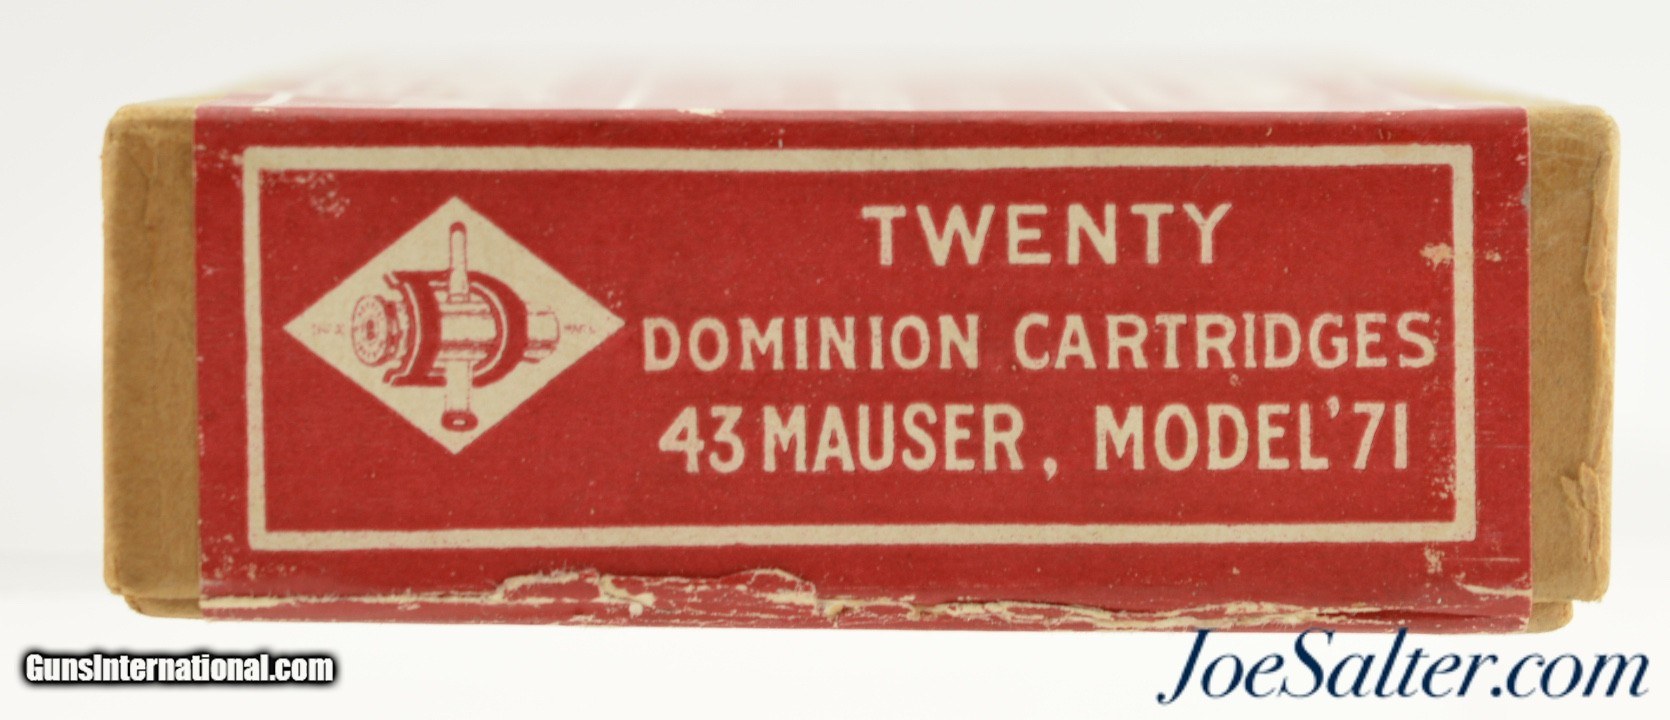 TWENTY
DOMINION CARTRIDGES
43 MAUSER, MODEL '71
GunsInternational.com
JoeSalter.com